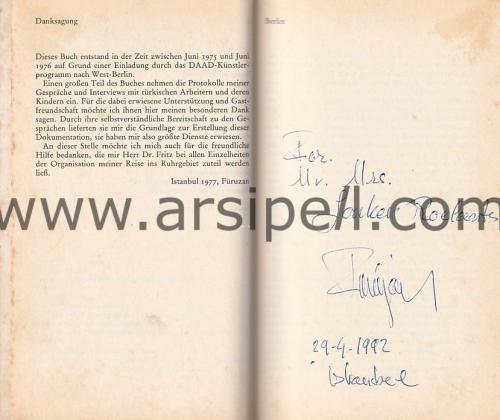 Danksagung
Dieses Buch entstand in der Zeit zwischen Juni 1975 und Juni
1976 auf Grund einer Einladung durch das DAAD-Künstler-
programm nach West-Berlin.
Einen großen Teil des Buches nehmen die Protokolle meiner
Gespräche und Interviews mit türkischen Arbeitern und deren
Kindern ein. Für die dabei erwiesene Unterstützung und Gast-
freundschaft möchte ich ihnen hier meinen besonderen Dank
sagen. Durch ihre selbstverständliche Bereitschaft zu den Ge-
sprächen lieferten sie mir die Grundlage zur Erstellung dieser
Dokumentation, sie haben mir also größte Dienste erwiesen.
An dieser Stelle möchte ich mich auch für die freundliche
Hilfe bedanken, die mir Herr Dr. Fritz bei allen Einzelheiten
der Organisation meiner Reise ins Ruhrgebiet zuteil werden
ließ.
Istanbul 1977, Füruzan
Berlin
For.
Mr. Mrs.
Füruzan
29-4-1992
İstanbul
www.arsipell.com